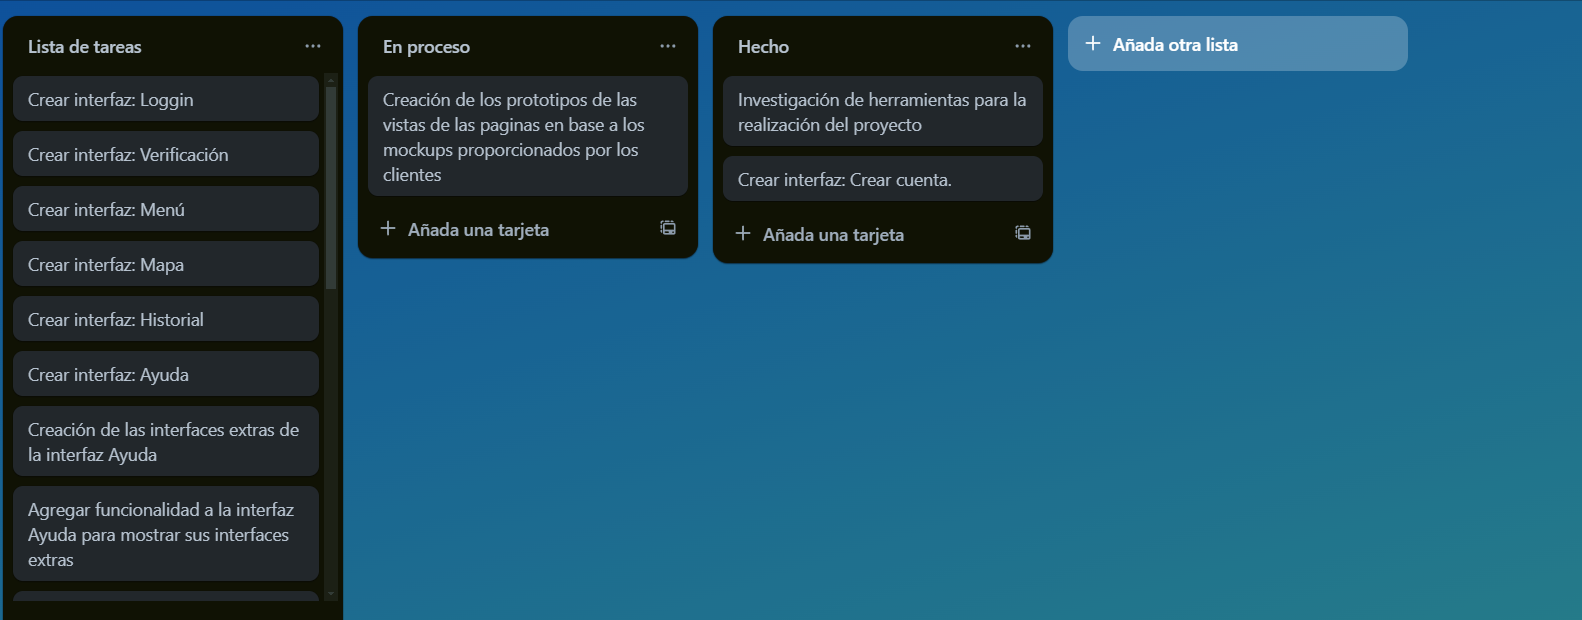 Lista de tareas
Crear interfaz: Loggin
Crear interfaz: Verificación
Crear interfaz: Menú
Crear interfaz: Mapa
Crear interfaz: Historial
Crear interfaz: Ayuda
Creación de las interfaces extras de
la interfaz Ayuda
Agregar funcionalidad a la interfaz
Ayuda para mostrar sus interfaces
extras
En proceso
Creación de los prototipos de las
vistas de las paginas en base a los
mockups proporcionados por los
clientes
Añada una tarjeta
Hecho
Investigación de herramientas para la
realización del proyecto
Crear interfaz: Crear cuenta.
Añada una tarjeta
Añada otra lista